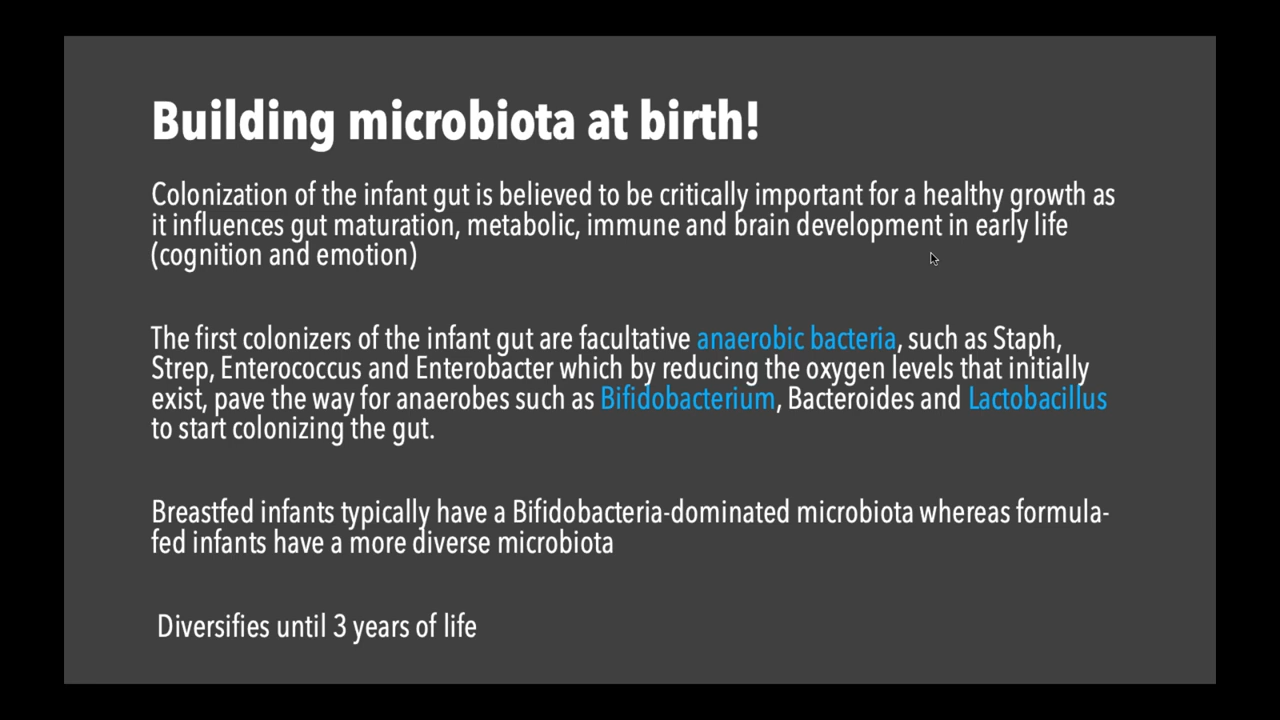 Building microbiota at birth!
Colonization of the infant gut is believed to be critically important for a healthy growth as
it influences gut maturation, metabolic, immune and brain development in early life
(cognition and emotion)
The first colonizers of the infant gut are facultative anaerobic bacteria, such as Staph,
Strep, Enterococcus and Enterobacter which by reducing the oxygen levels that initially
exist, pave the way for anaerobes such as Bifidobacterium, Bacteroides and Lactobacillus
to start colonizing the gut.
Breastfed infants typically have a Bifidobacteria-dominated microbiota whereas formula-
fed infants have a more diverse microbiota
Diversifies until 3 years of life